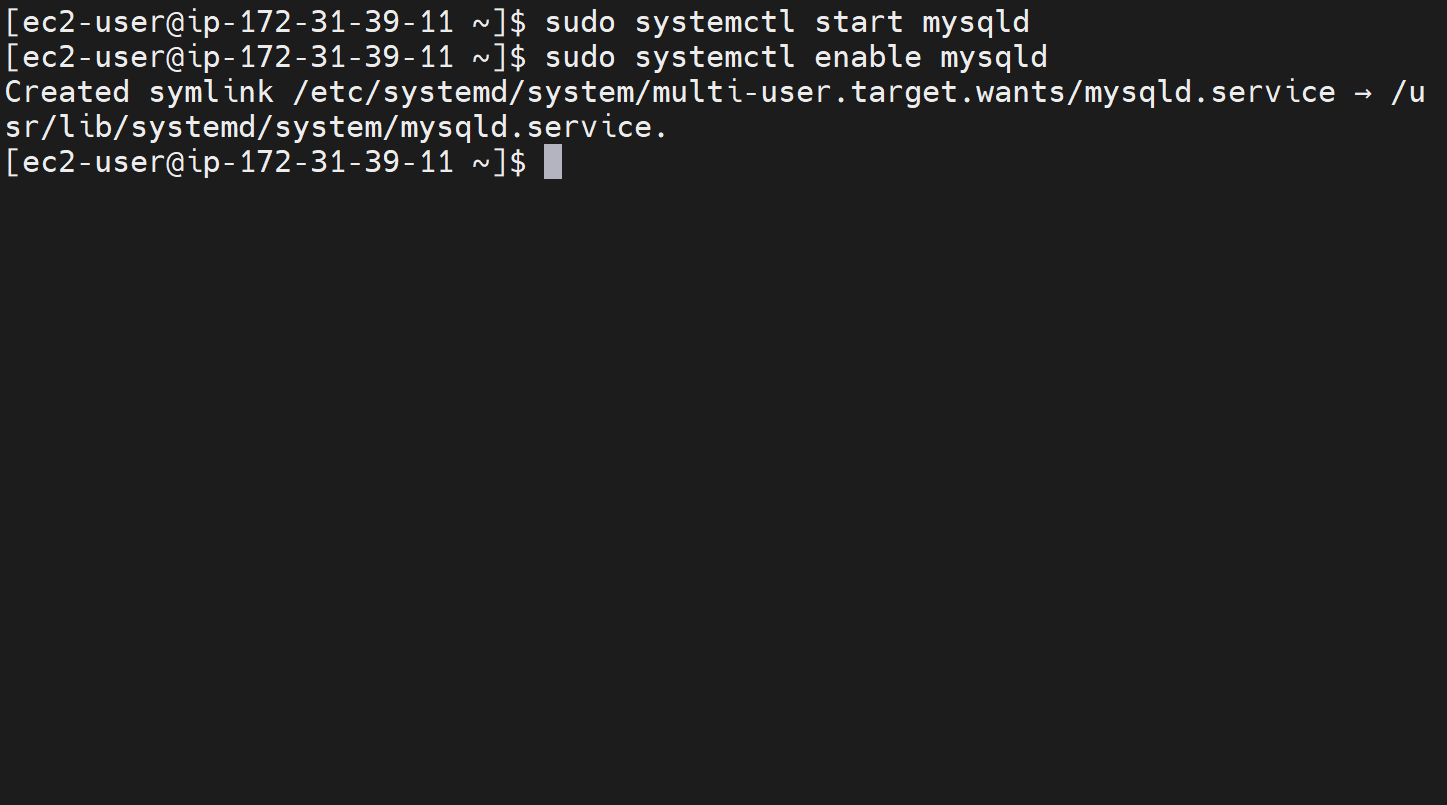 [ec2-user@ip-172-31-39-11 ~]$ sudo systemctl start mysqld
[ec2-user@ip-172-31-39-11 ~]$ sudo systemctl enable mysqld
Created symlink /etc/systemd/system/multi-user.target.wants/mysqld.service → /u
sr/lib/systemd/system/mysqld.service.
[ec2-user@ip-172-31-39-11 ~]$